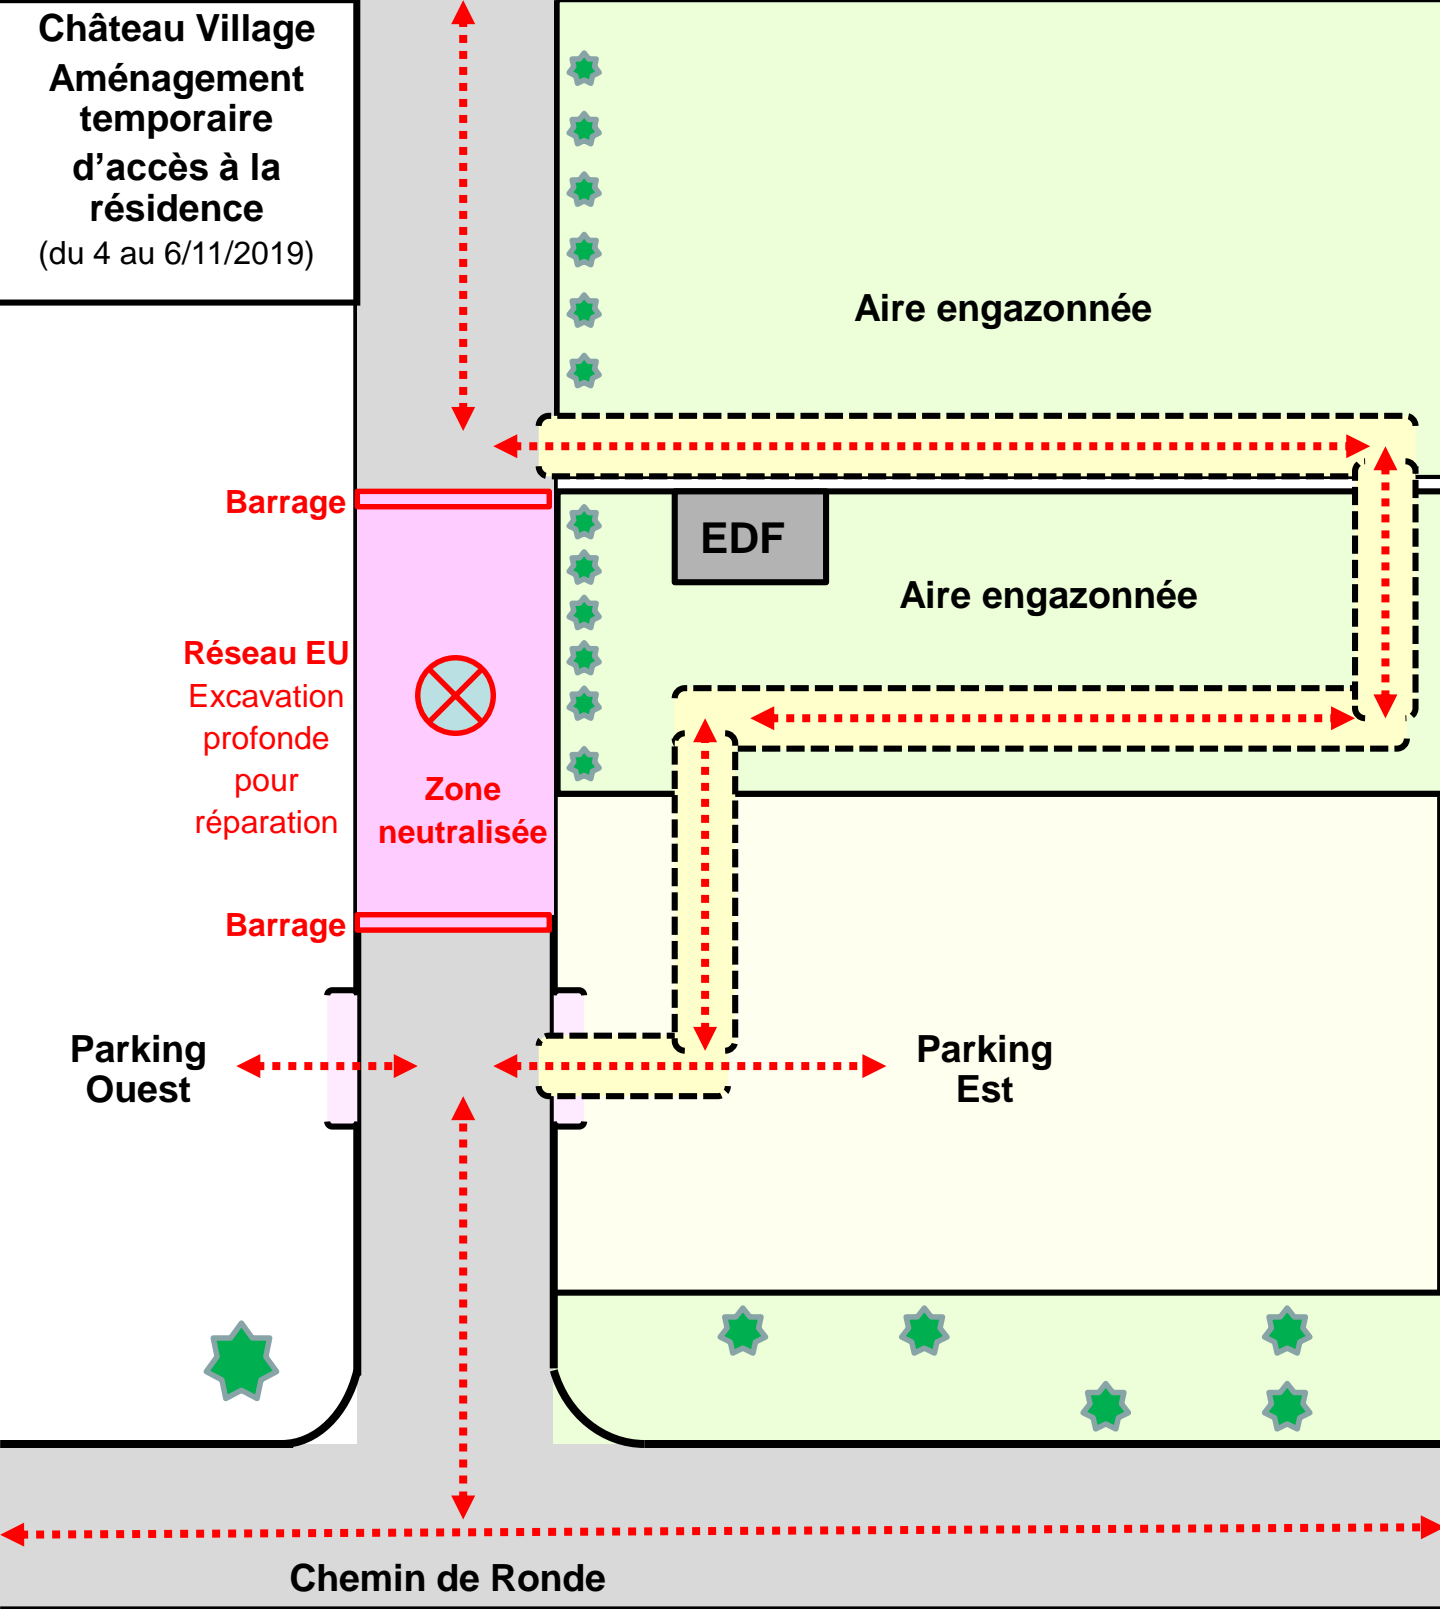 Château Village
Aménagement
temporaire
d’accès à la
résidence
(du 4 au 6/11/2019)
Aire engazonnée
Barrage
EDF
Aire engazonnée
Réseau EU
Excavation
profonde
pour
réparation
Zone
neutralisée
Barrage
Parking
Ouest
Parking
Est
Chemin de Ronde